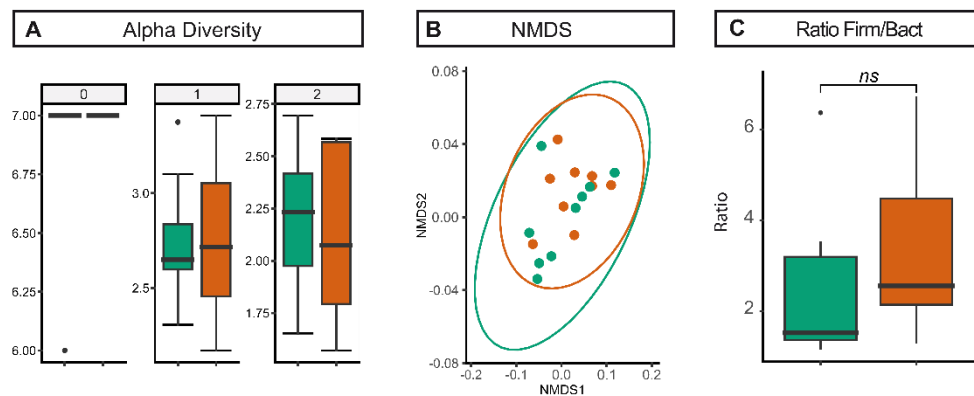 A Alpha Diversity
0 1 2
7.00
6.75
6.50
6.25
6.00
3.0
2.5
2.75
2.50
2.25
2.00
1.75
B NMDS
NMDS2
0.08
0.04
0.00
-0.04
-0.08
-0.2 -0.1 0.0 0.1 0.2
NMDS1
C Ratio Firm/Bact
ns
Ratio
6
4
2